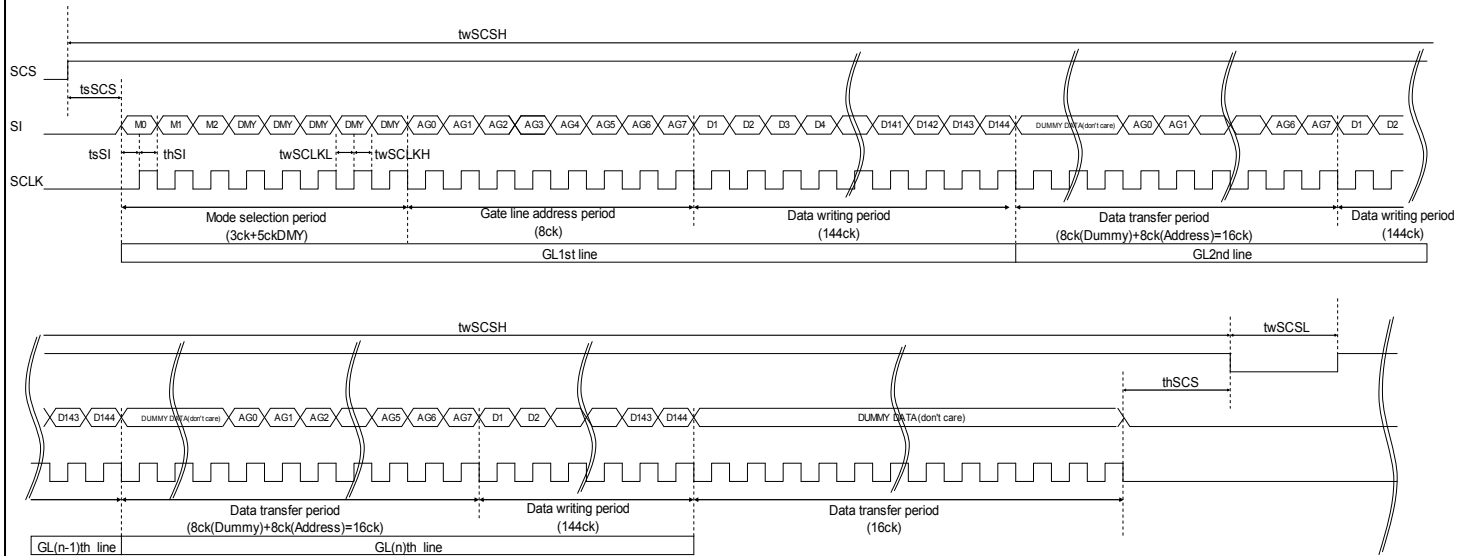 twSCSH
SCS
tsSCS
SI M0 M1 M2 DMY DMY DMY DMY DMY AG0 AG1 AG2 AG3 AG4 AG5 AG6 AG7 D1 D2 D3 D4 D141 D142 D143 D144 DUMMY DATA(don't care) AG0 AG1 AG6 AG7 D1 D2
tsSI thSI twSCLKL twSCLKH
SCLK
Mode selection period Gate line address period Data writing period Data transfer period Data writing period
(3ck+5ckDMY) (8ck) (144ck) (8ck(Dummy)+8ck(Address)=16ck) (144ck)
GL1st line GL2nd line
twSCSH twSCSL
thSCS
D143 D144 DUMMY DATA(don't care) AG0 AG1 AG2 AG5 AG6 AG7 D1 D2 D143 D144 DUMMY DATA(don't care)
Data transfer period Data writing period Data transfer period
(8ck(Dummy)+8ck(Address)=16ck) (144ck) (16ck)
GL(n-1)th line GL(n)th line